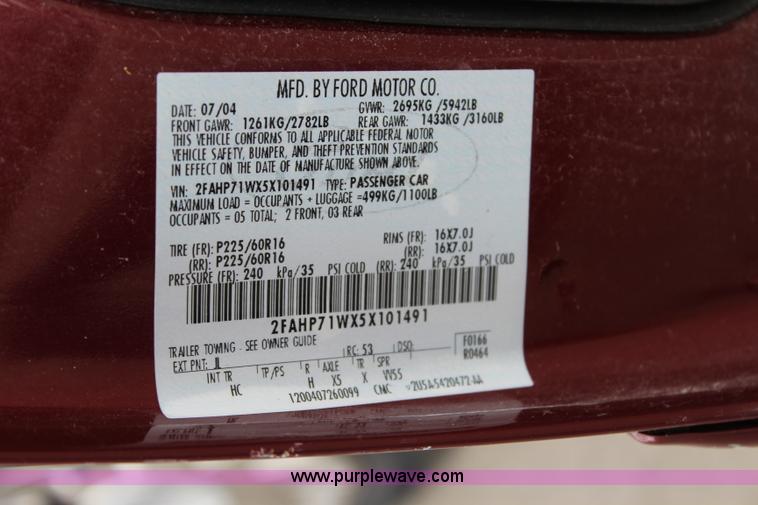 MFD. BY FORD MOTOR CO.
DATE: 07/04 GVWR: 2695KG /5942LB
FRONT GAWR: 1261KG/2782LB REAR GAWR: 1433KG/3160LB
THIS VEHICLE CONFORMS TO ALL APPLICABLE FEDERAL MOTOR
VEHICLE SAFETY, BUMPER, AND THEFT PREVENTION STANDARDS
IN EFFECT ON THE DATE OF MANUFACTURE SHOWN ABOVE.
VIN: 2FAHP71WX5X101491 TYPE: PASSENGER CAR
MAXIMUM LOAD = OCCUPANTS + LUGGAGE =499KG/1100LB
OCCUPANTS = 05 TOTAL; 2 FRONT, 03 REAR
TIRE (FR): P225/60R16 RIMS (FR): 16X7.0J
(RR): P225/60R16 (RR): 16X7.0J
PRESSURE (FR): 240 kPa/35 PSI COLD (RR): 240 kPa/35 PSI COLD
2FAHP71WX5X101491
TRAILER TOWING - SEE OWNER GUIDE F0166
EXT PNT: JL RC: 53 DSO: R0464
INT TR TP/PS R AXLE TR SPR
HC H X5 X VV55
1200407260099 CMC 2U5A5420472-AA
www.purplewave.com